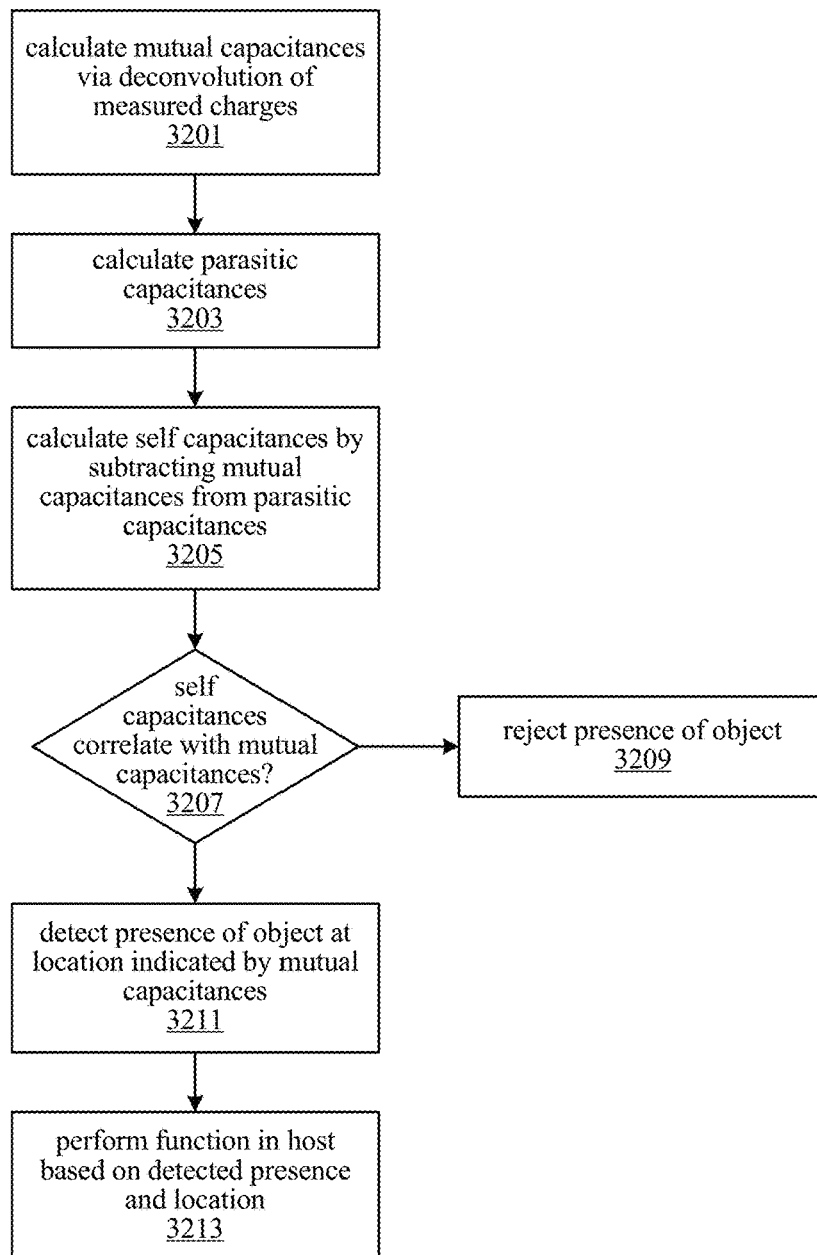 calculate mutual capacitances
via deconvolution of
measured charges
3201
calculate parasitic
capacitances
3203
calculate self capacitances by
subtracting mutual
capacitances from parasitic
capacitances
3205
self
capacitances
correlate with mutual
capacitances?
3207
reject presence of object
3209
detect presence of object at
location indicated by mutual
capacitances
3211
perform function in host
based on detected presence
and location
3213